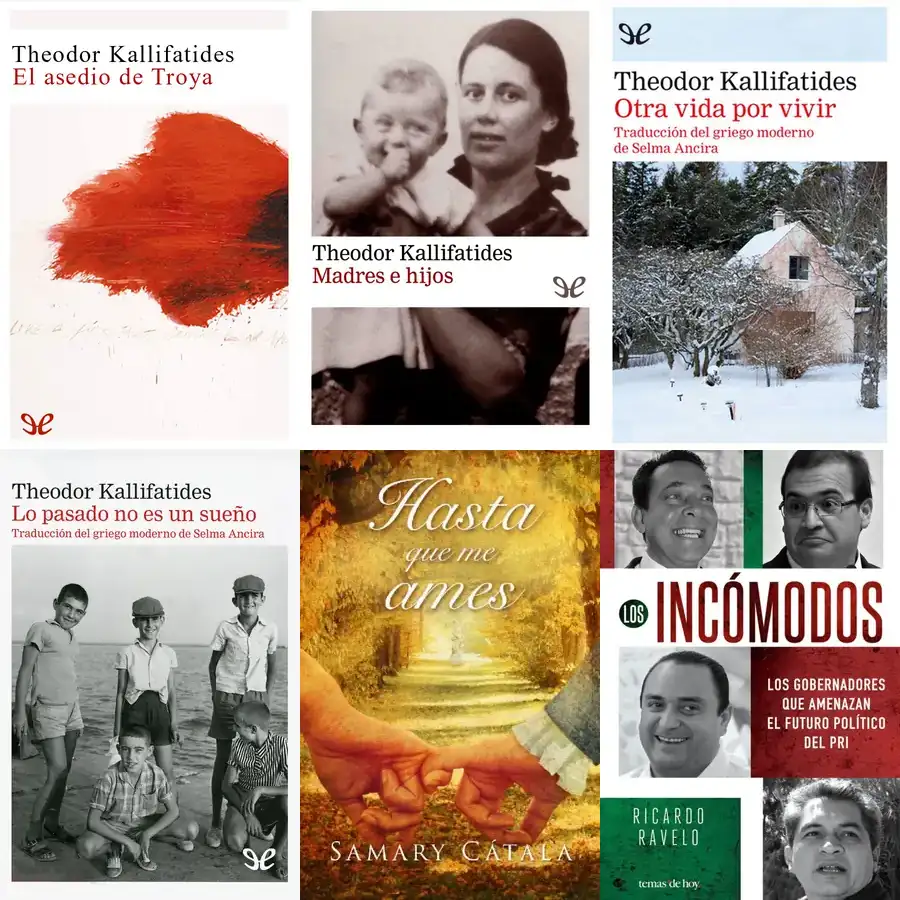 Theodor Kallifatides
El asedio de Troya
Theodor Kallifatides
Madres e hijos
Theodor Kallifatides
Otra vida por vivir
Traducción del griego moderno
de Selma Ancira
Theodor Kallifatides
Lo pasado no es un sueño
Traducción del griego moderno de Selma Ancira
Hasta
que me
ames
SAMARY CÁTALA
LOS
INCÓMODOS
LOS GOBERNADORES
QUE AMENAZAN
EL FUTURO POLÍTICO
DEL PRI
RICARDO
RAVELO
temas de hoy